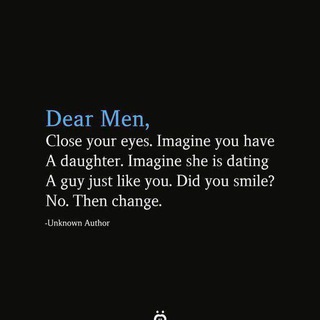 Dear Men,
Close your eyes. Imagine you have
A daughter. Imagine she is dating
A guy just like you. Did you smile?
No. Then change.
-Unknown Author